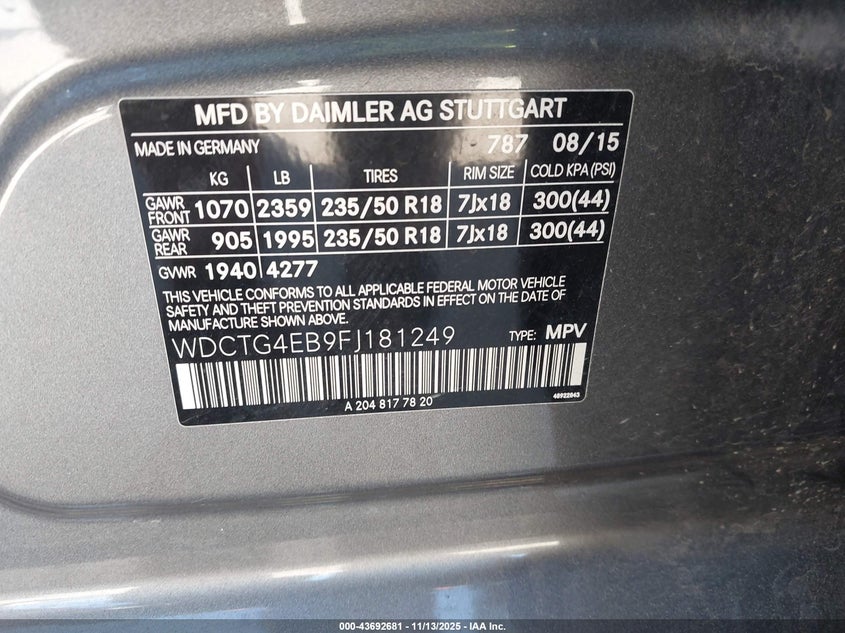 MFD BY DAIMLER AG STUTTGART
MADE IN GERMANY 787 08/15
KG LB TIRES RIM SIZE COLD KPA (PSI)
GAWR FRONT 1070 2359 235/50 R18 7Jx18 300(44)
GAWR REAR 905 1995 235/50 R18 7Jx18 300(44)
GVWR 1940 4277
THIS VEHICLE CONFORMS TO ALL APPLICABLE FEDERAL MOTOR VEHICLE
SAFETY AND THEFT PREVENTION STANDARDS IN EFFECT ON THE DATE OF
MANUFACTURE SHOWN ABOVE.
WDCTG4EB9FJ181249 TYPE: MPV
A 204 817 78 20 48922843
000-43692681 - 11/13/2025 - IAA Inc.